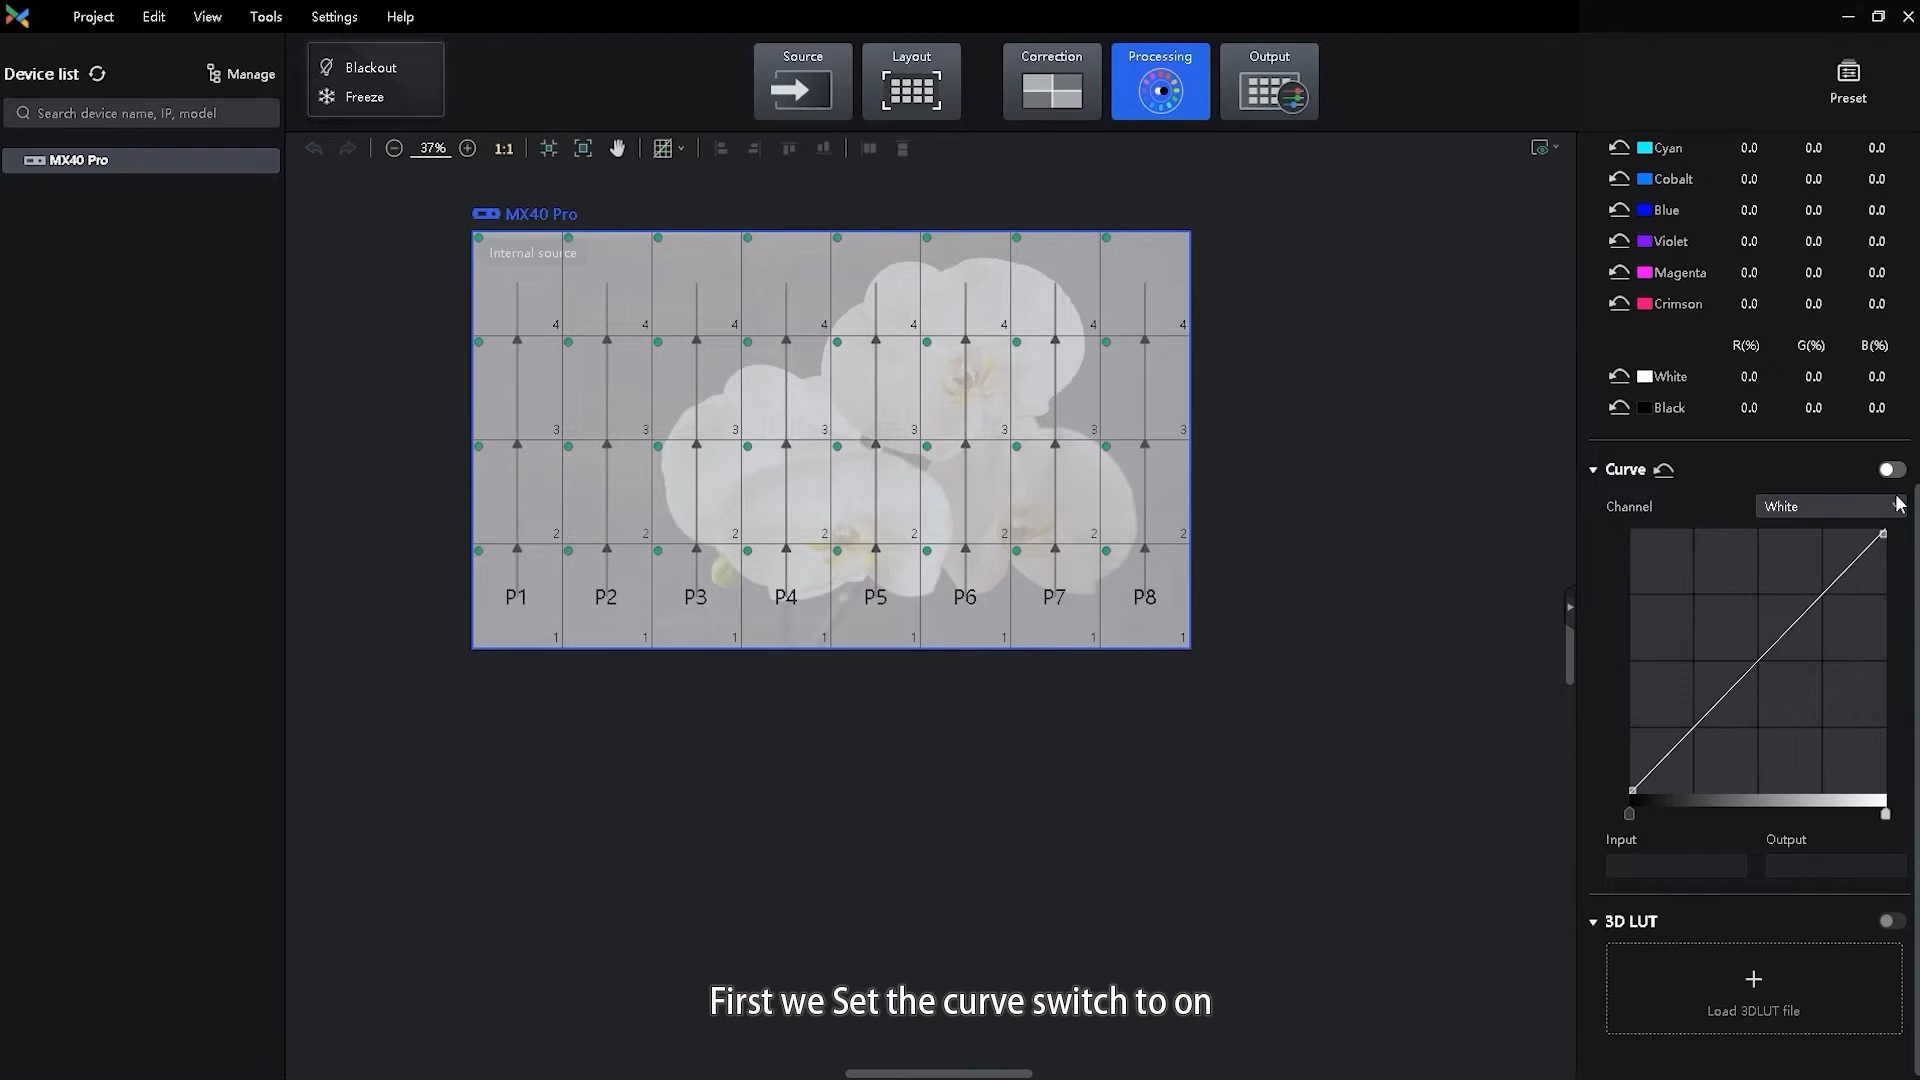 Project Edit View Tools Settings Help
Device list Manage
Search device name, IP, model
MX40 Pro
Blackout
Freeze
Source Layout Correction Processing Output
Preset
37% 1:1
MX40 Pro
Internal source
4 4 4 4 4 4 4 4
3 3 3 3 3 3 3 3
2 2 2 2 2 2 2 2
P1 P2 P3 P4 P5 P6 P7 P8
1 1 1 1 1 1 1 1
Cyan 0.0 0.0 0.0
Cobalt 0.0 0.0 0.0
Blue 0.0 0.0 0.0
Violet 0.0 0.0 0.0
Magenta 0.0 0.0 0.0
Crimson 0.0 0.0 0.0
R(%) G(%) B(%)
White 0.0 0.0 0.0
Black 0.0 0.0 0.0
Curve
Channel White
Input Output
3D LUT
Load 3DLUT file
First we Set the curve switch to on